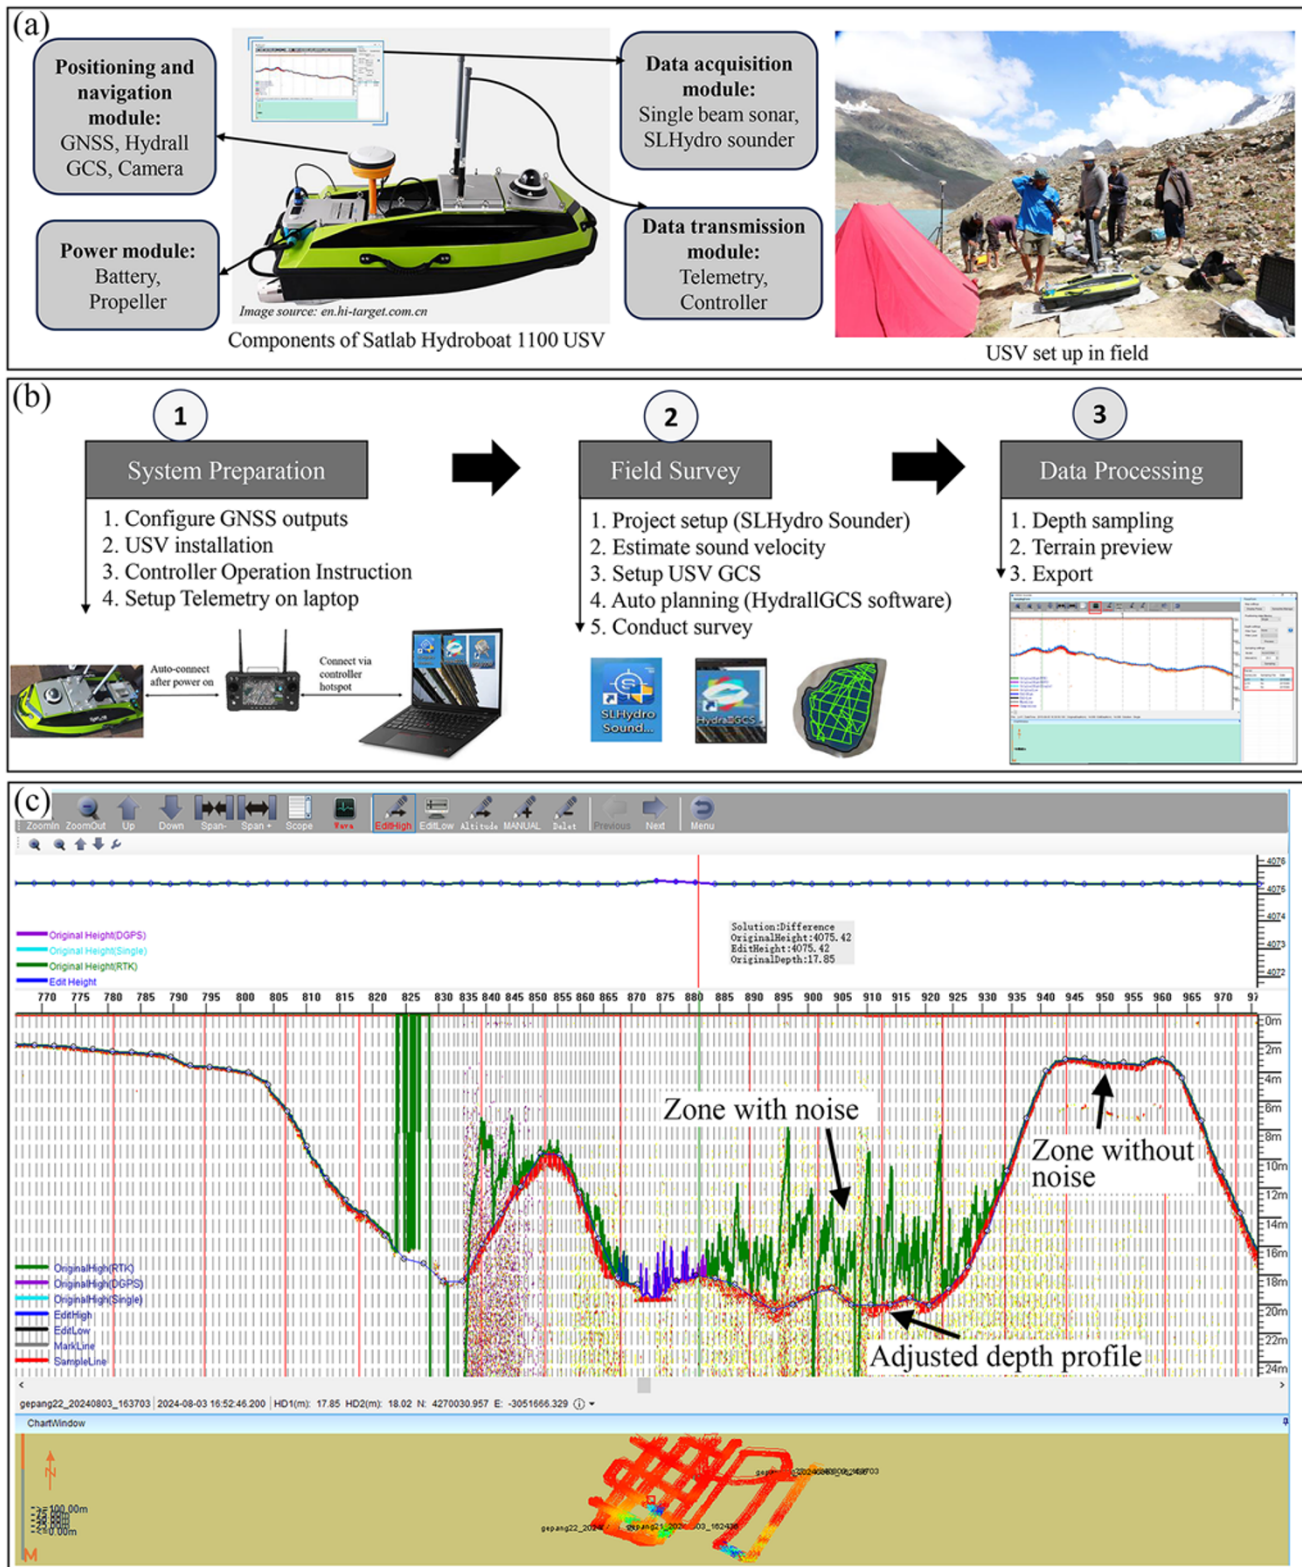 (a)
Positioning and
navigation
module:
GNSS, Hydrall
GCS, Camera
Power module:
Battery,
Propeller
Data acquisition
module:
Single beam sonar,
SLHydro sounder
Data transmission
module:
Telemetry,
Controller
Image source: en.hi-target.com.cn
Components of Satlab Hydroboat 1100 USV
USV set up in field
(b)
1
System Preparation
1. Configure GNSS outputs
2. USV installation
3. Controller Operation Instruction
4. Setup Telemetry on laptop
Auto-connect
after power on
Connect via
controller
hotspot
2
Field Survey
1. Project setup (SLHydro Sounder)
2. Estimate sound velocity
3. Setup USV GCS
4. Auto planning (HydrallGCS software)
5. Conduct survey
SLHydro
Sound...
HydrallGCS...
3
Data Processing
1. Depth sampling
2. Terrain preview
3. Export
(c)
ZoomIn ZoomOut Up Down Span- Span + Scope Wava EditHigh EditLow Altitude MANUAL Delet Previous Next Menu
4076
4075
4074
4073
4072
Solution:Difference
OriginalHeight:4075.42
EditHeight:4075.42
OriginalDepth:17.85
Original Height(DGPS)
Original Height(Single)
Original Height(RTK)
Edit Height
770 775 785 790 795 800 805 810 815 820 825 830 835 840 845 850 855 860 865 870 875 881 885 890 895 900 905 910 915 920 925 930 935 940 945 950 960 965 970 97
0m
2m
4m
6m
8m
10m
12m
14m
16m
18m
20m
22m
24m
Zone with noise
Zone without
noise
Adjusted depth profile
OriginalHigh(RTK)
OriginalHigh(DGPS)
OriginalHigh(Single)
EditHigh
EditLow
MarkLine
SampleLine
gepang22_20240803_163703 2024-08-03 16:52:46.200 HD1(m): 17.85 HD2(m): 18.02 N: 4270030.957 E: -3051666.329
ChartWindow
N
M